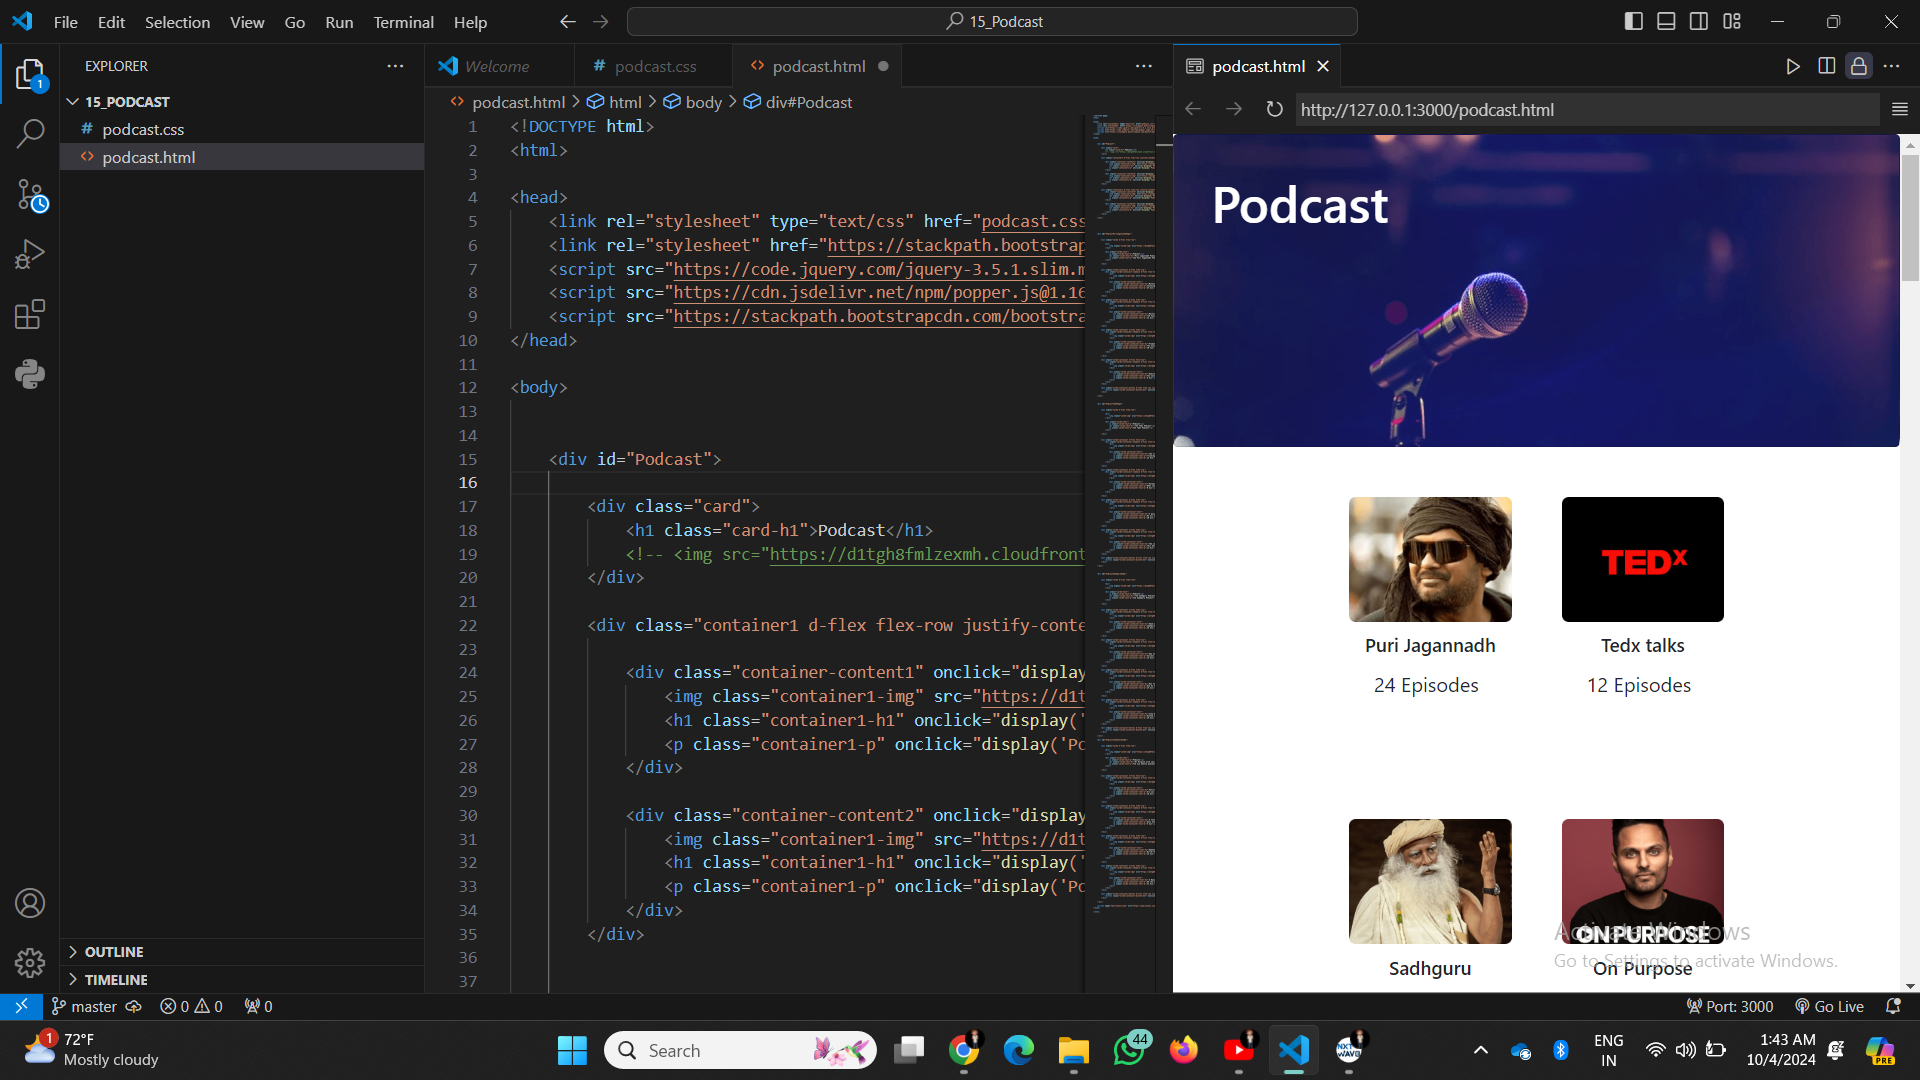 File Edit Selection View Go Run Terminal Help
15_Podcast
EXPLORER
15_PODCAST
# podcast.css
<> podcast.html
OUTLINE
TIMELINE
Welcome
# podcast.css
<> podcast.html
<> podcast.html > html > body > div#Podcast
1 <!DOCTYPE html>
2 <html>
3
4 <head>
5 <link rel="stylesheet" type="text/css" href="podcast.css
6 <link rel="stylesheet" href="https://stackpath.bootstrap
7 <script src="https://code.jquery.com/jquery-3.5.1.slim.m
8 <script src="https://cdn.jsdelivr.net/npm/popper.js@1.16
9 <script src="https://stackpath.bootstrapcdn.com/bootstra
10 </head>
11
12 <body>
13
14
15 <div id="Podcast">
16
17 <div class="card">
18 <h1 class="card-h1">Podcast</h1>
19 <!-- <img src="https://d1tgh8fmlzexmh.cloudfront
20 </div>
21
22 <div class="container1 d-flex flex-row justify-conte
23
24 <div class="container-content1" onclick="display
25 <img class="container1-img" src="https://d1t
26 <h1 class="container1-h1" onclick="display('
27 <p class="container1-p" onclick="display('Po
28 </div>
29
30 <div class="container-content2" onclick="display
31 <img class="container1-img" src="https://d1t
32 <h1 class="container1-h1" onclick="display('
33 <p class="container1-p" onclick="display('Po
34 </div>
35 </div>
36
37
podcast.html
http://127.0.0.1:3000/podcast.html
Podcast
TEDx
Puri Jagannadh
Tedx talks
24 Episodes
12 Episodes
ON PURPOSE
Sadhguru
On Purpose
Activate Windows
Go to Settings to activate Windows.
1
master
0 0
0
Port: 3000
Go Live
1
72°F
Mostly cloudy
Search
44
NXT
WAVE
ENG
IN
1:43 AM
10/4/2024
PRE